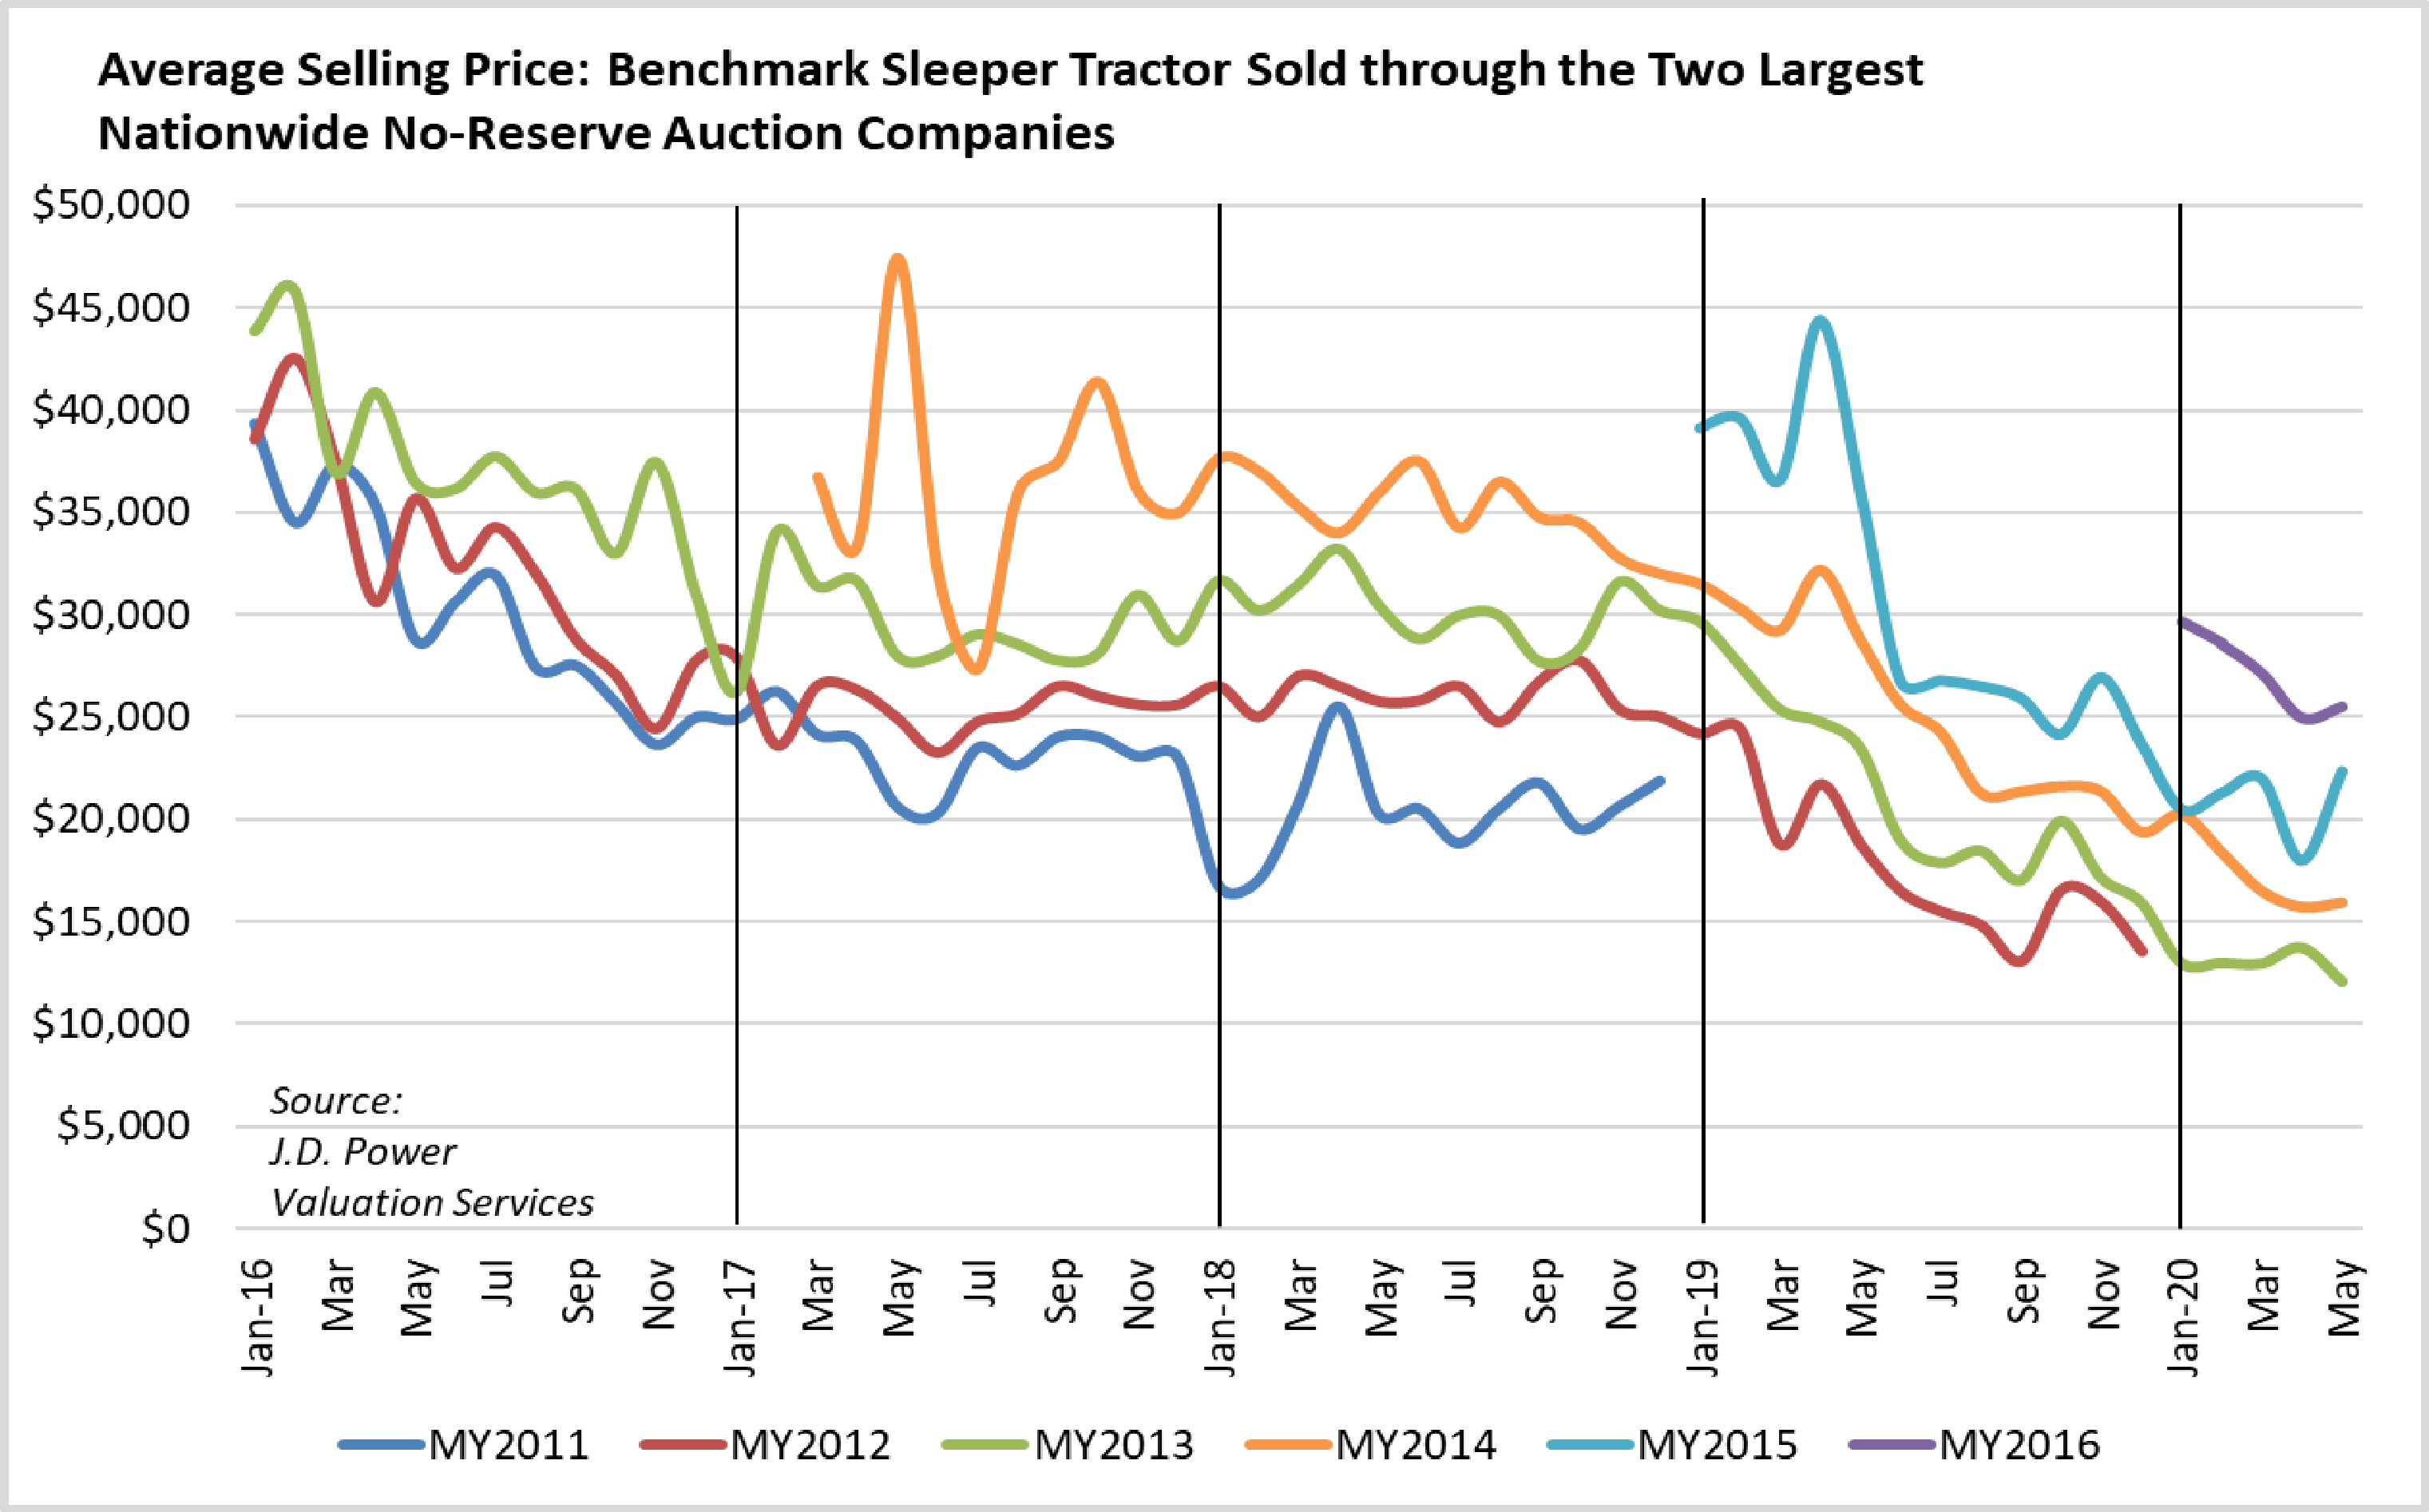 Average Selling Price: Benchmark Sleeper Tractor Sold through the Two Largest
Nationwide No-Reserve Auction Companies
$50,000
$45,000
$40,000
$35,000
$30,000
$25,000
$20,000
$15,000
$10,000
$5,000
$0
Source:
J.D. Power
Valuation Services
Jan-16
Mar
May
Jul
Sep
Nov
Jan-17
Mar
May
Jul
Sep
Nov
Jan-18
Mar
May
Jul
Sep
Nov
Jan-19
Mar
May
Jul
Sep
Nov
Jan-20
Mar
May
MY2011 MY2012 MY2013 MY2014 MY2015 MY2016